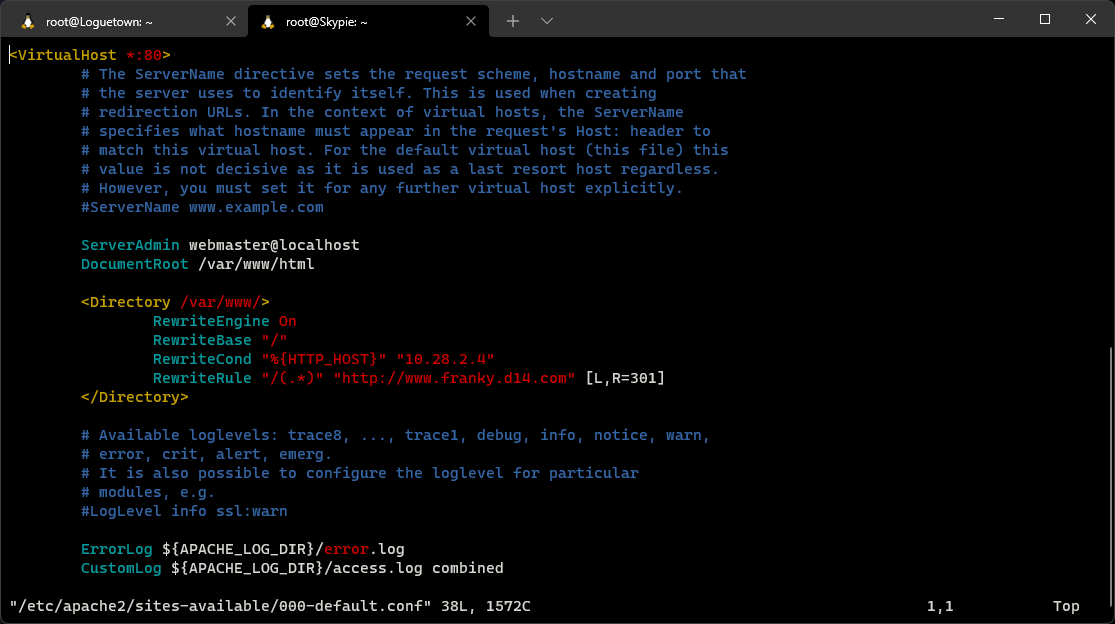 root@Loguetown: ~
root@Skypie: ~
<VirtualHost *:80>
# The ServerName directive sets the request scheme, hostname and port that
# the server uses to identify itself. This is used when creating
# redirection URLs. In the context of virtual hosts, the ServerName
# specifies what hostname must appear in the request's Host: header to
# match this virtual host. For the default virtual host (this file) this
# value is not decisive as it is used as a last resort host regardless.
# However, you must set it for any further virtual host explicitly.
#ServerName www.example.com
ServerAdmin webmaster@localhost
DocumentRoot /var/www/html
<Directory /var/www/>
RewriteEngine On
RewriteBase "/"
RewriteCond "%{HTTP_HOST}" "10.28.2.4"
RewriteRule "/(.*)" "http://www.franky.d14.com" [L,R=301]
</Directory>
# Available loglevels: trace8, ..., trace1, debug, info, notice, warn,
# error, crit, alert, emerg.
# It is also possible to configure the loglevel for particular
# modules, e.g.
#LogLevel info ssl:warn
ErrorLog ${APACHE_LOG_DIR}/error.log
CustomLog ${APACHE_LOG_DIR}/access.log combined
"/etc/apache2/sites-available/000-default.conf" 38L, 1572C 1,1 Top